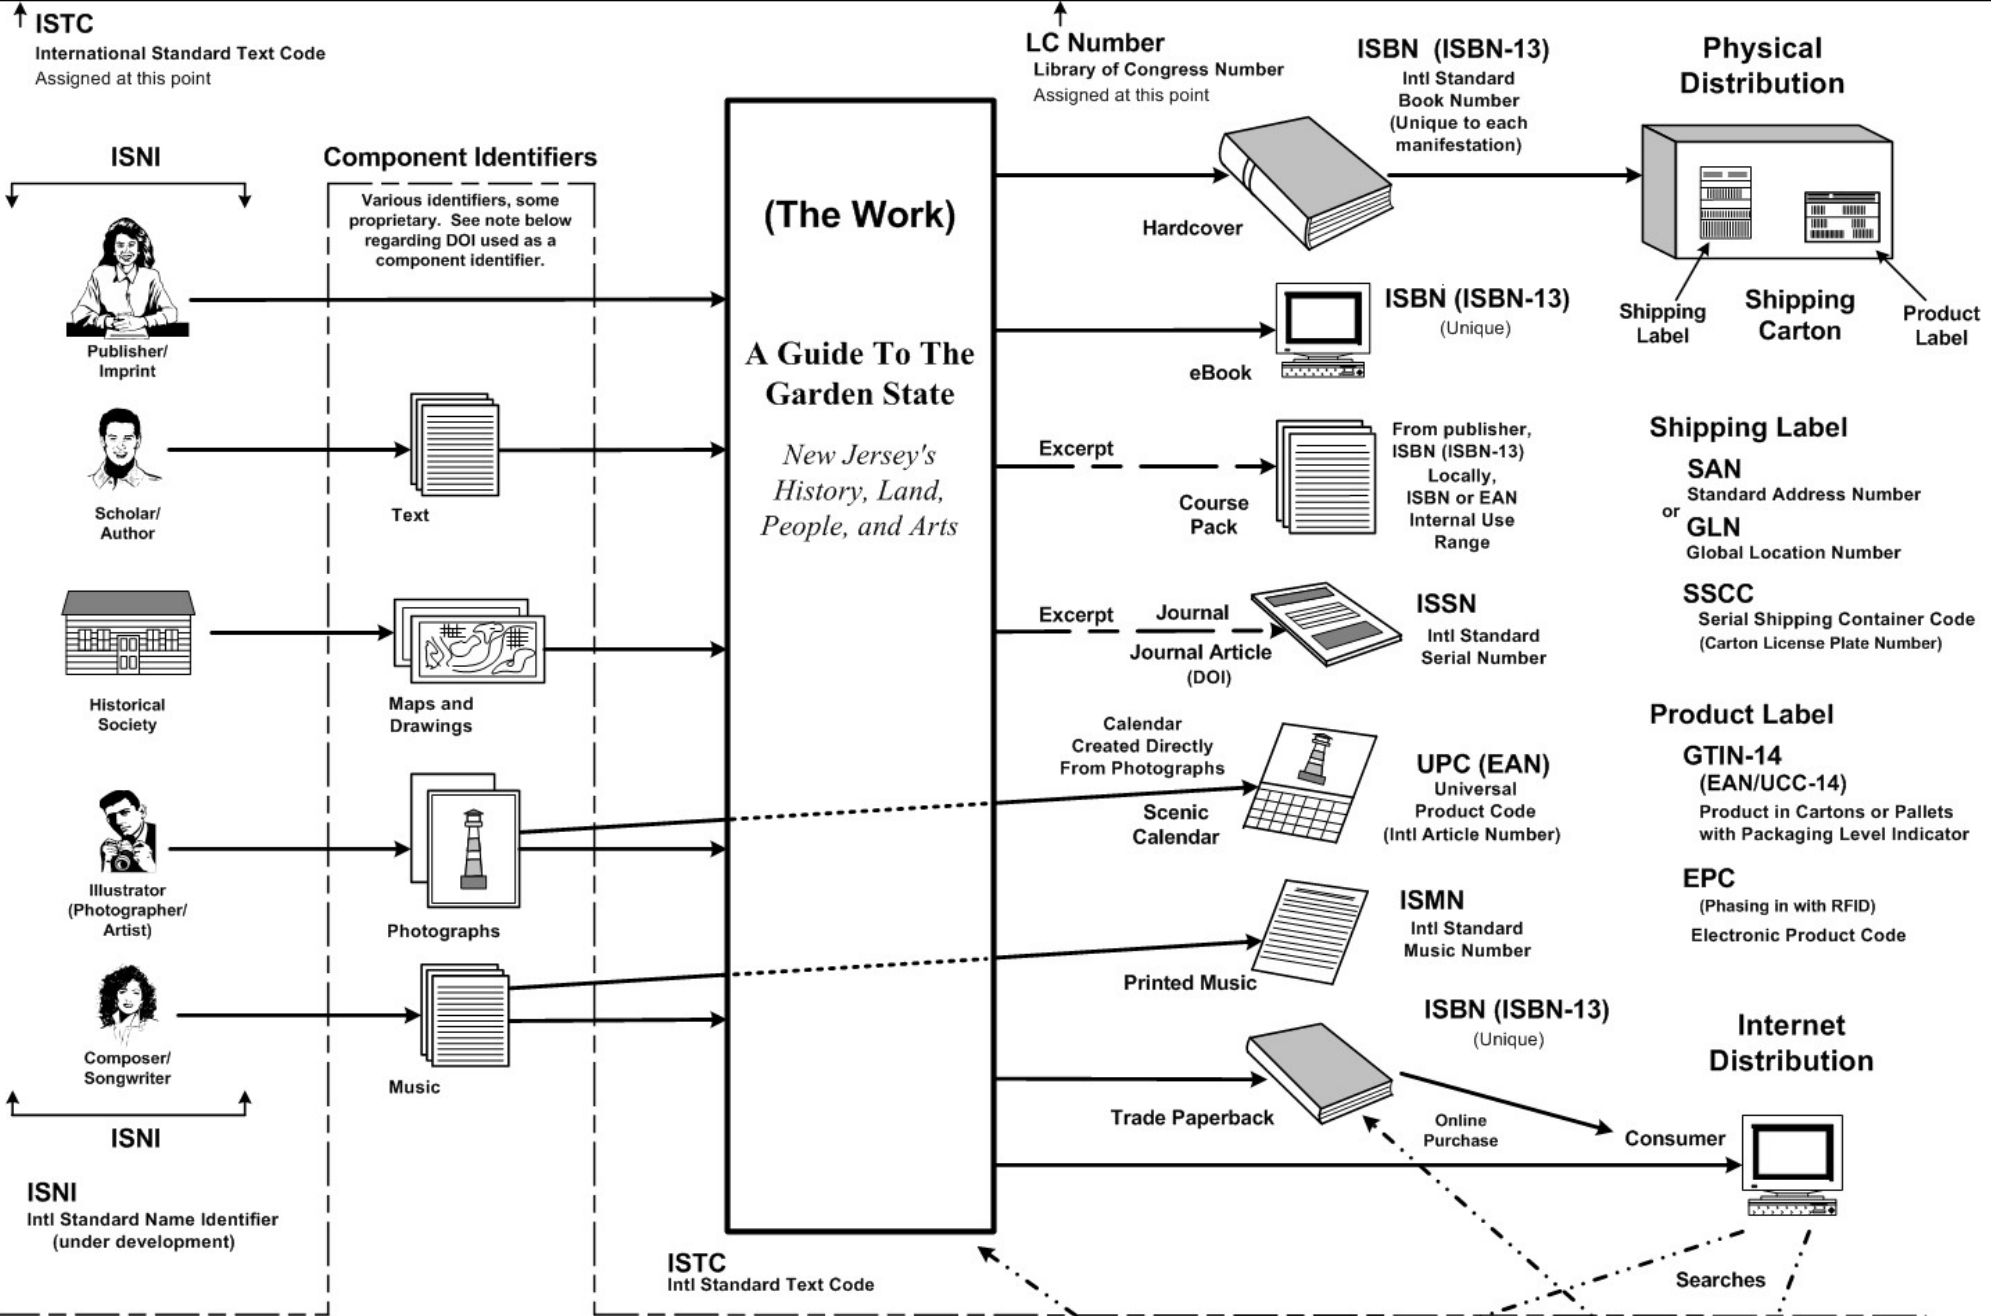 ISTC
International Standard Text Code
Assigned at this point
LC Number
Library of Congress Number
Assigned at this point
ISBN (ISBN-13)
Intl Standard
Book Number
(Unique to each
manifestation)
Physical
Distribution
ISNI
Component Identifiers
Various identifiers, some
proprietary. See note below
regarding DOI used as a
component identifier.
Publisher/
Imprint
Scholar/
Author
Text
Historical
Society
Maps and
Drawings
Illustrator
(Photographer/
Artist)
Photographs
Composer/
Songwriter
Music
ISNI
ISNI
Intl Standard Name Identifier
(under development)
(The Work)
A Guide To The
Garden State
New Jersey's
History, Land,
People, and Arts
ISTC
Intl Standard Text Code
Hardcover
eBook
ISBN (ISBN-13)
(Unique)
Excerpt
Course
Pack
From publisher,
ISBN (ISBN-13)
Locally,
ISBN or EAN
Internal Use
Range
Excerpt
Journal
Journal Article
(DOI)
ISSN
Intl Standard
Serial Number
Calendar
Created Directly
From Photographs
Scenic
Calendar
UPC (EAN)
Universal
Product Code
(Intl Article Number)
ISMN
Intl Standard
Music Number
Printed Music
ISBN (ISBN-13)
(Unique)
Trade Paperback
Online
Purchase
Shipping
Label
Shipping
Carton
Product
Label
Shipping Label
SAN
Standard Address Number
or
GLN
Global Location Number
SSCC
Serial Shipping Container Code
(Carton License Plate Number)
Product Label
GTIN-14
(EAN/UCC-14)
Product in Cartons or Pallets
with Packaging Level Indicator
EPC
(Phasing in with RFID)
Electronic Product Code
Internet
Distribution
Consumer
Searches